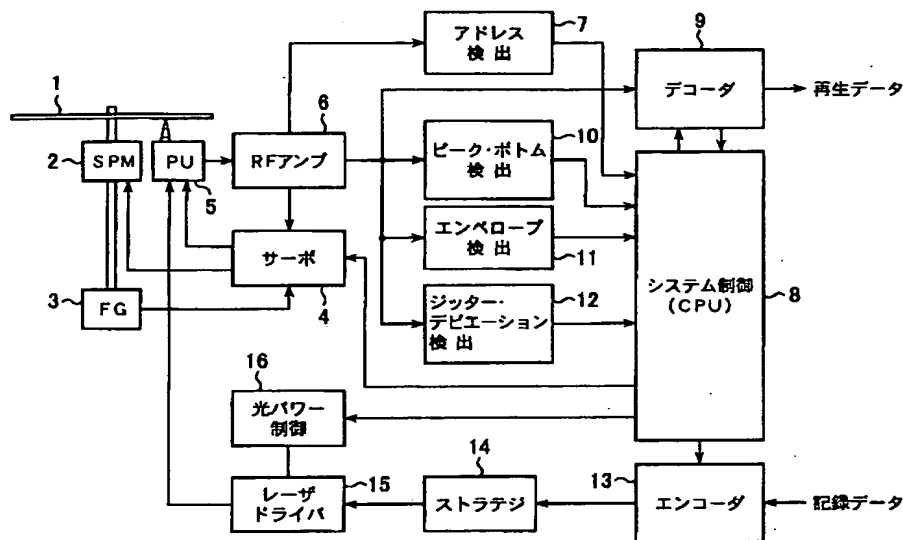 7
アドレス
検出
9
デコーダ
再生データ
1
6
RFアンプ
10
ピーク・ボトム
検出
2
SPM
PU
5
エンベロープ
検出
11
サーボ
4
システム制御
(CPU)
8
3
FG
12
ジッター・
デビエーション
検出
16
光パワー
制御
14
13
15
レーザ
ドライバ
ストラテジ
エンコーダ
記録データ